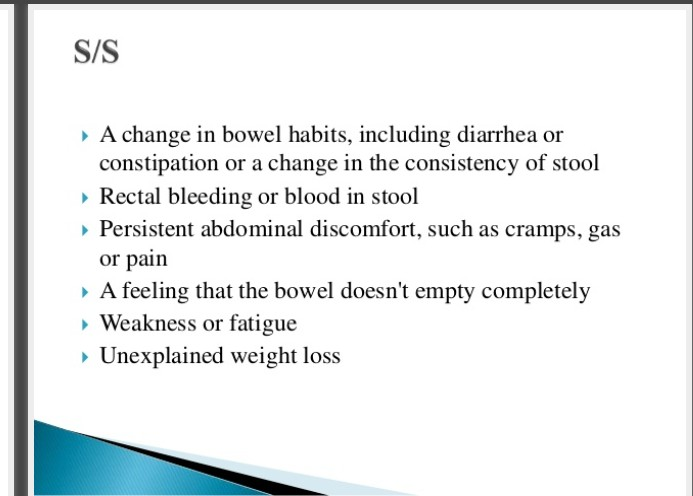 S/S
A change in bowel habits, including diarrhea or
constipation or a change in the consistency of stool
Rectal bleeding or blood in stool
Persistent abdominal discomfort, such as cramps, gas
or pain
A feeling that the bowel doesn't empty completely
Weakness or fatigue
Unexplained weight loss